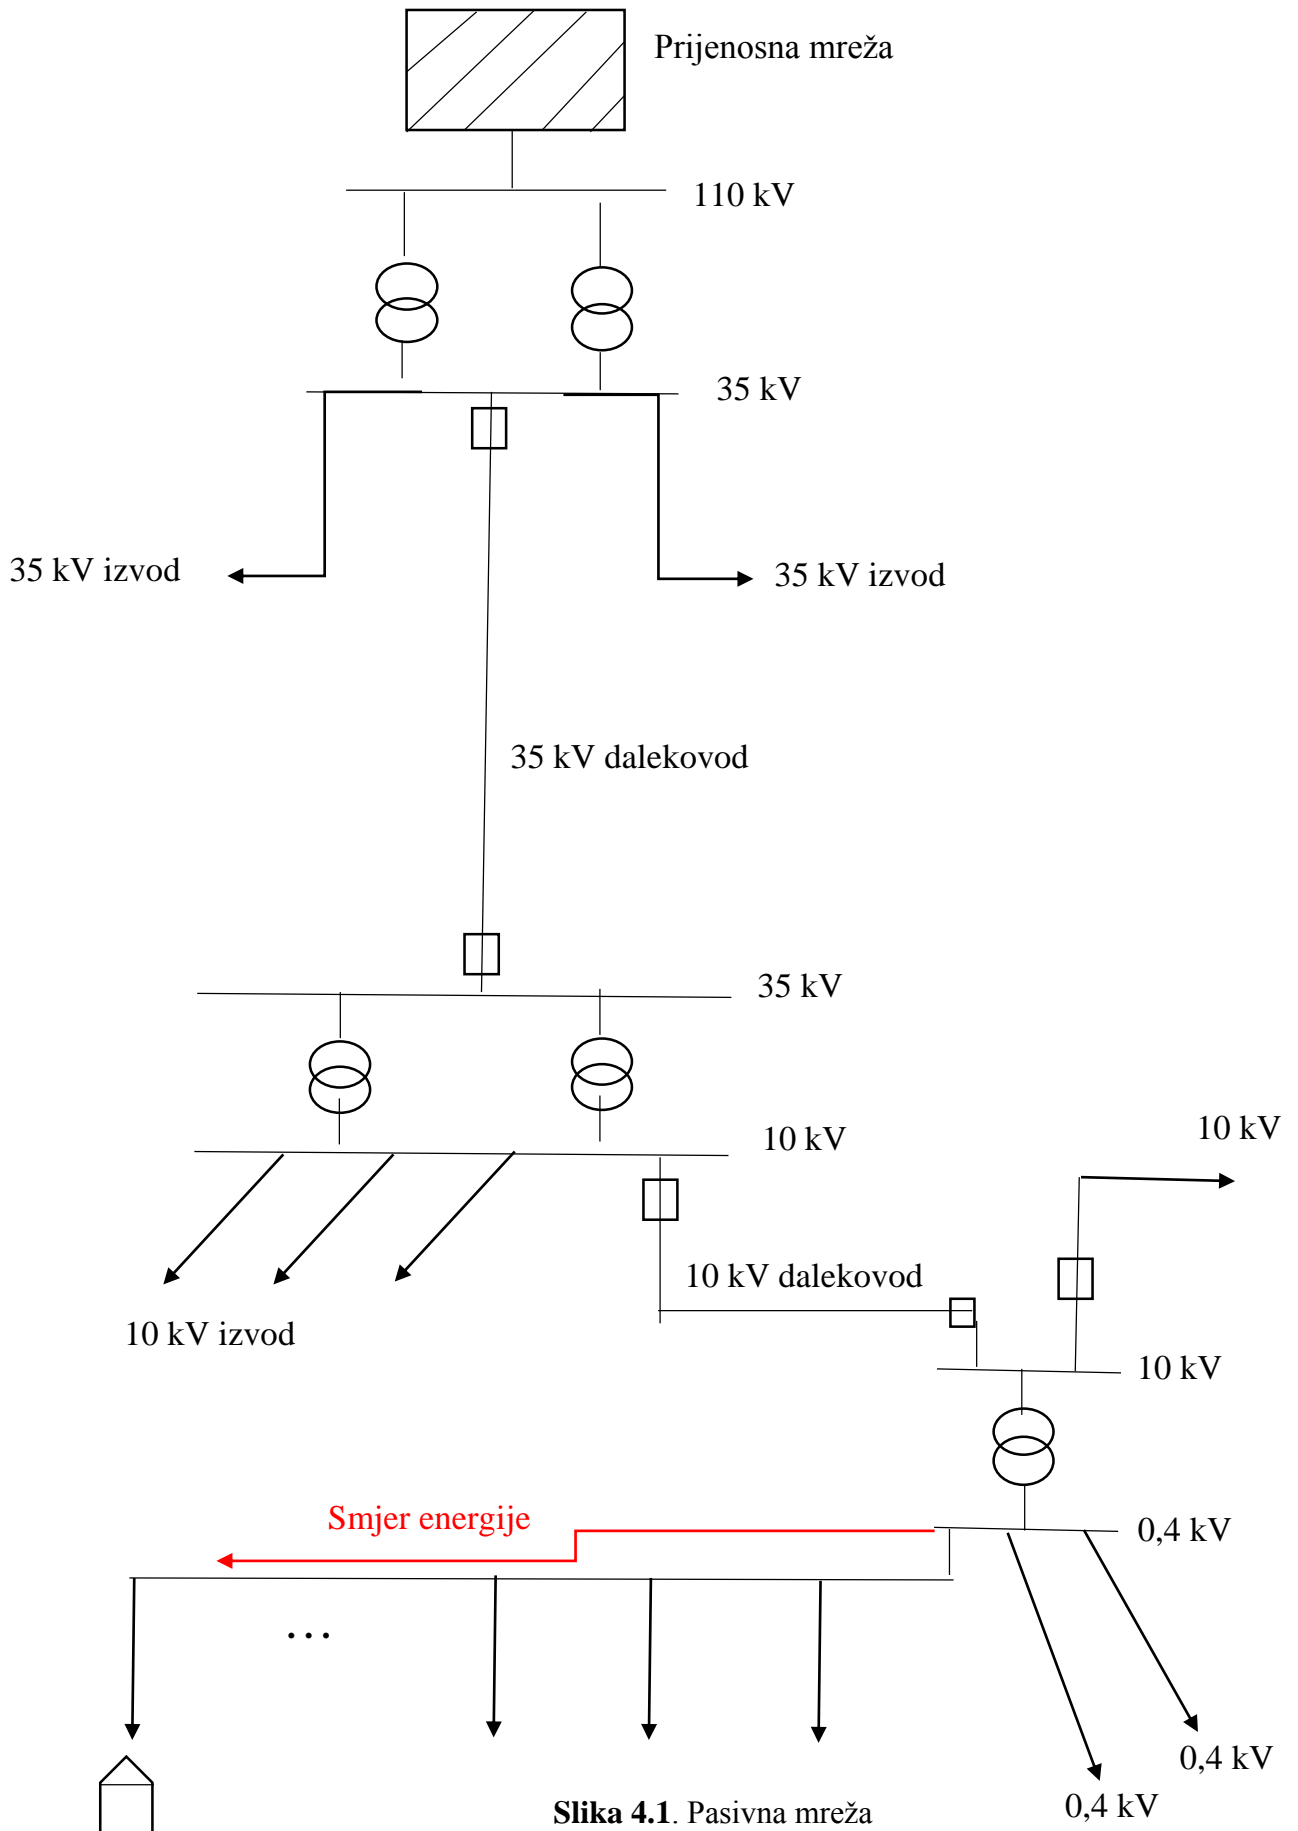 Prijenosna mreža
110 kV
35 kV
35 kV izvod
35 kV izvod
35 kV dalekovod
35 kV
10 kV
10 kV
10 kV dalekovod
10 kV izvod
10 kV
Smjer energije
0,4 kV
...
0,4 kV
0,4 kV
Slika 4.1. Pasivna mreža